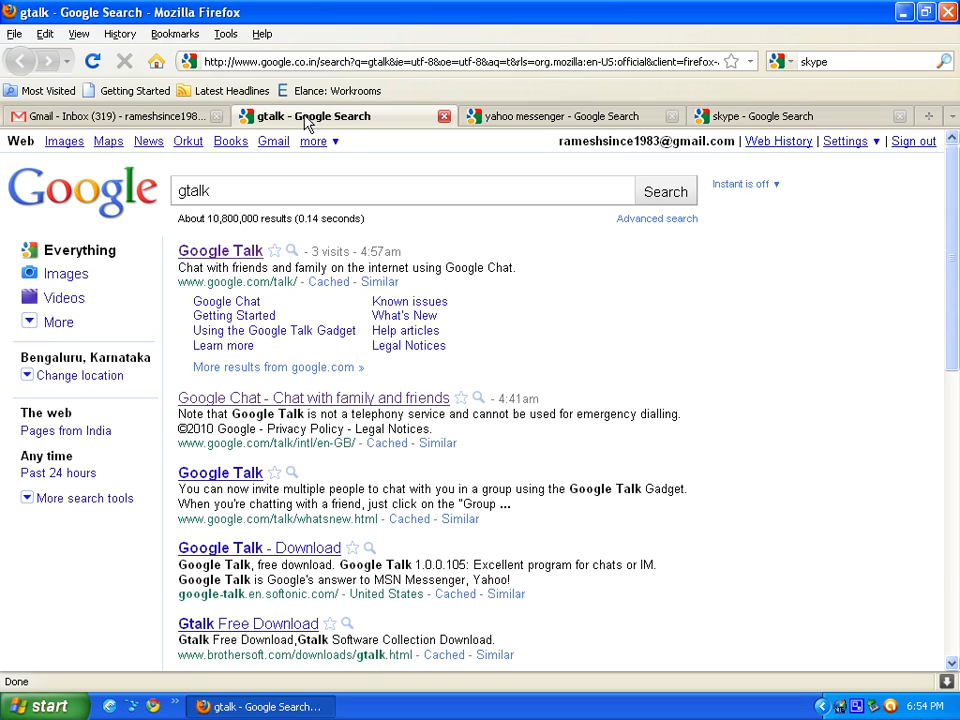 gtalk - Google Search - Mozilla Firefox
File Edit View History Bookmarks Tools Help
http://www.google.co.in/search?q=gtalk&ie=utf-8&oe=utf-8&aq=t&rls=org.mozilla:en-US:official&client=firefox- skype
Most Visited Getting Started Latest Headlines Elance: Workrooms
Gmail - Inbox (319) - rameshsince198... gtalk - Google Search yahoo messenger - Google Search skype - Google Search
Web Images Maps News Orkut Books Gmail more ▼ rameshsince1983@gmail.com | Web History | Settings ▼ | Sign out
Google gtalk Search Instant is off ▼
About 10,800,000 results (0.14 seconds) Advanced search
Everything
Images
Videos
More
Bengaluru, Karnataka
Change location
The web
Pages from India
Any time
Past 24 hours
More search tools
Google Talk - 3 visits - 4:57am
Chat with friends and family on the internet using Google Chat.
www.google.com/talk/ - Cached - Similar
Google Chat Known issues
Getting Started What's New
Using the Google Talk Gadget Help articles
Learn more Legal Notices
More results from google.com »
Google Chat - Chat with family and friends - 4:41am
Note that Google Talk is not a telephony service and cannot be used for emergency dialling.
©2010 Google - Privacy Policy - Legal Notices.
www.google.com/talk/intl/en-GB/ - Cached - Similar
Google Talk
You can now invite multiple people to chat with you in a group using the Google Talk Gadget.
When you're chatting with a friend, just click on the "Group ...
www.google.com/talk/whatsnew.html - Cached - Similar
Google Talk - Download
Google Talk, free download. Google Talk 1.0.0.105: Excellent program for chats or IM.
Google Talk is Google's answer to MSN Messenger, Yahoo!
google-talk.en.softonic.com/ - United States - Cached - Similar
Gtalk Free Download
Gtalk Free Download,Gtalk Software Collection Download.
www.brothersoft.com/downloads/gtalk.html - Cached - Similar
Done
start gtalk - Google Search... 6:54 PM